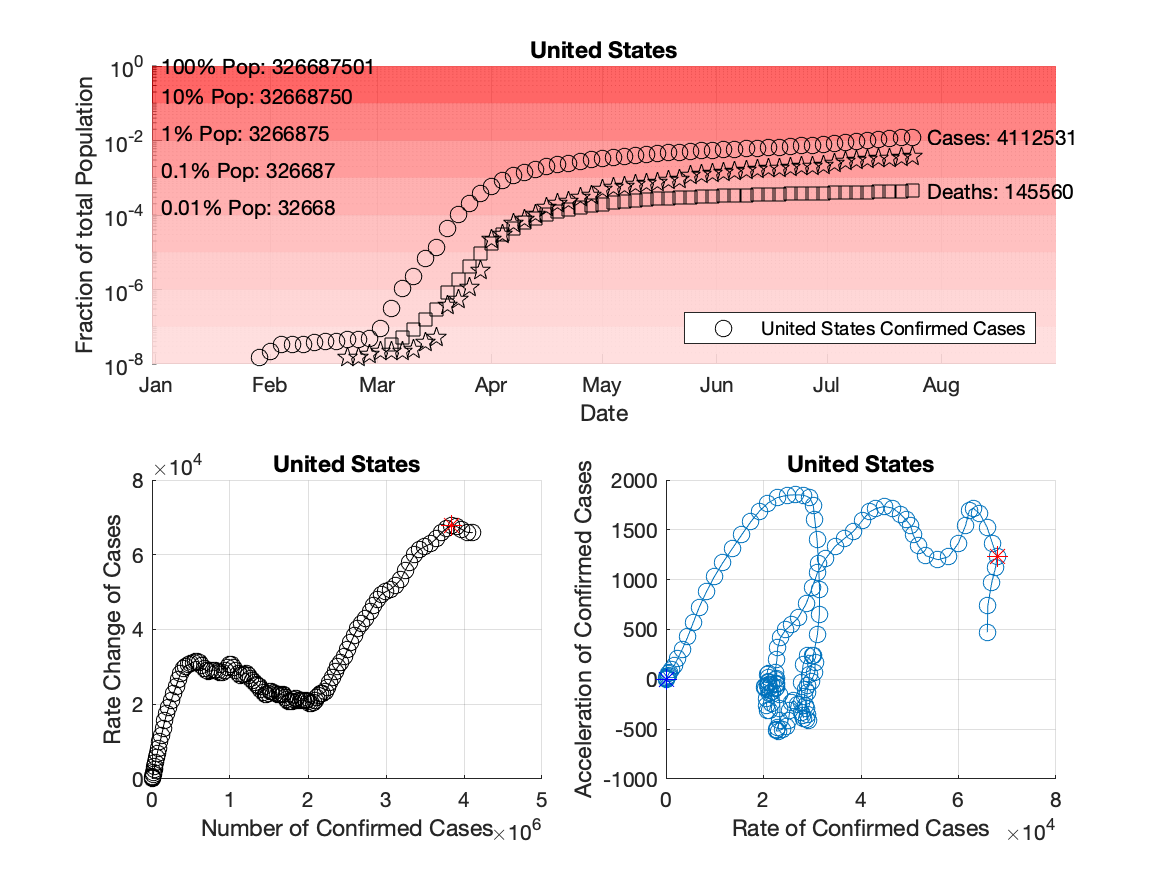 United States
Fraction of total Population
10^0
10^-2
10^-4
10^-6
10^-8
100% Pop: 326687501
10% Pop: 32668750
1% Pop: 3266875
0.1% Pop: 326687
0.01% Pop: 32668
Cases: 4112531
Deaths: 145560
United States Confirmed Cases
Jan Feb Mar Apr May Jun Jul Aug
Date
United States
×10^4
Rate Change of Cases
8
6
4
2
0
0 1 2 3 4 5
Number of Confirmed Cases ×10^6
United States
Acceleration of Confirmed Cases
2000
1500
1000
500
0
-500
-1000
0 2 4 6 8
Rate of Confirmed Cases ×10^4